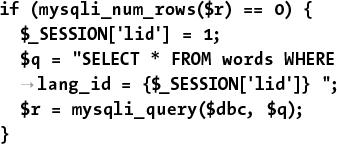 if (mysqli_num_rows($r) == 0) {
  $_SESSION['lid'] = 1;
  $q = "SELECT * FROM words WHERE
  →lang_id = {$_SESSION['lid']} ";
  $r = mysqli_query($dbc, $q);
}